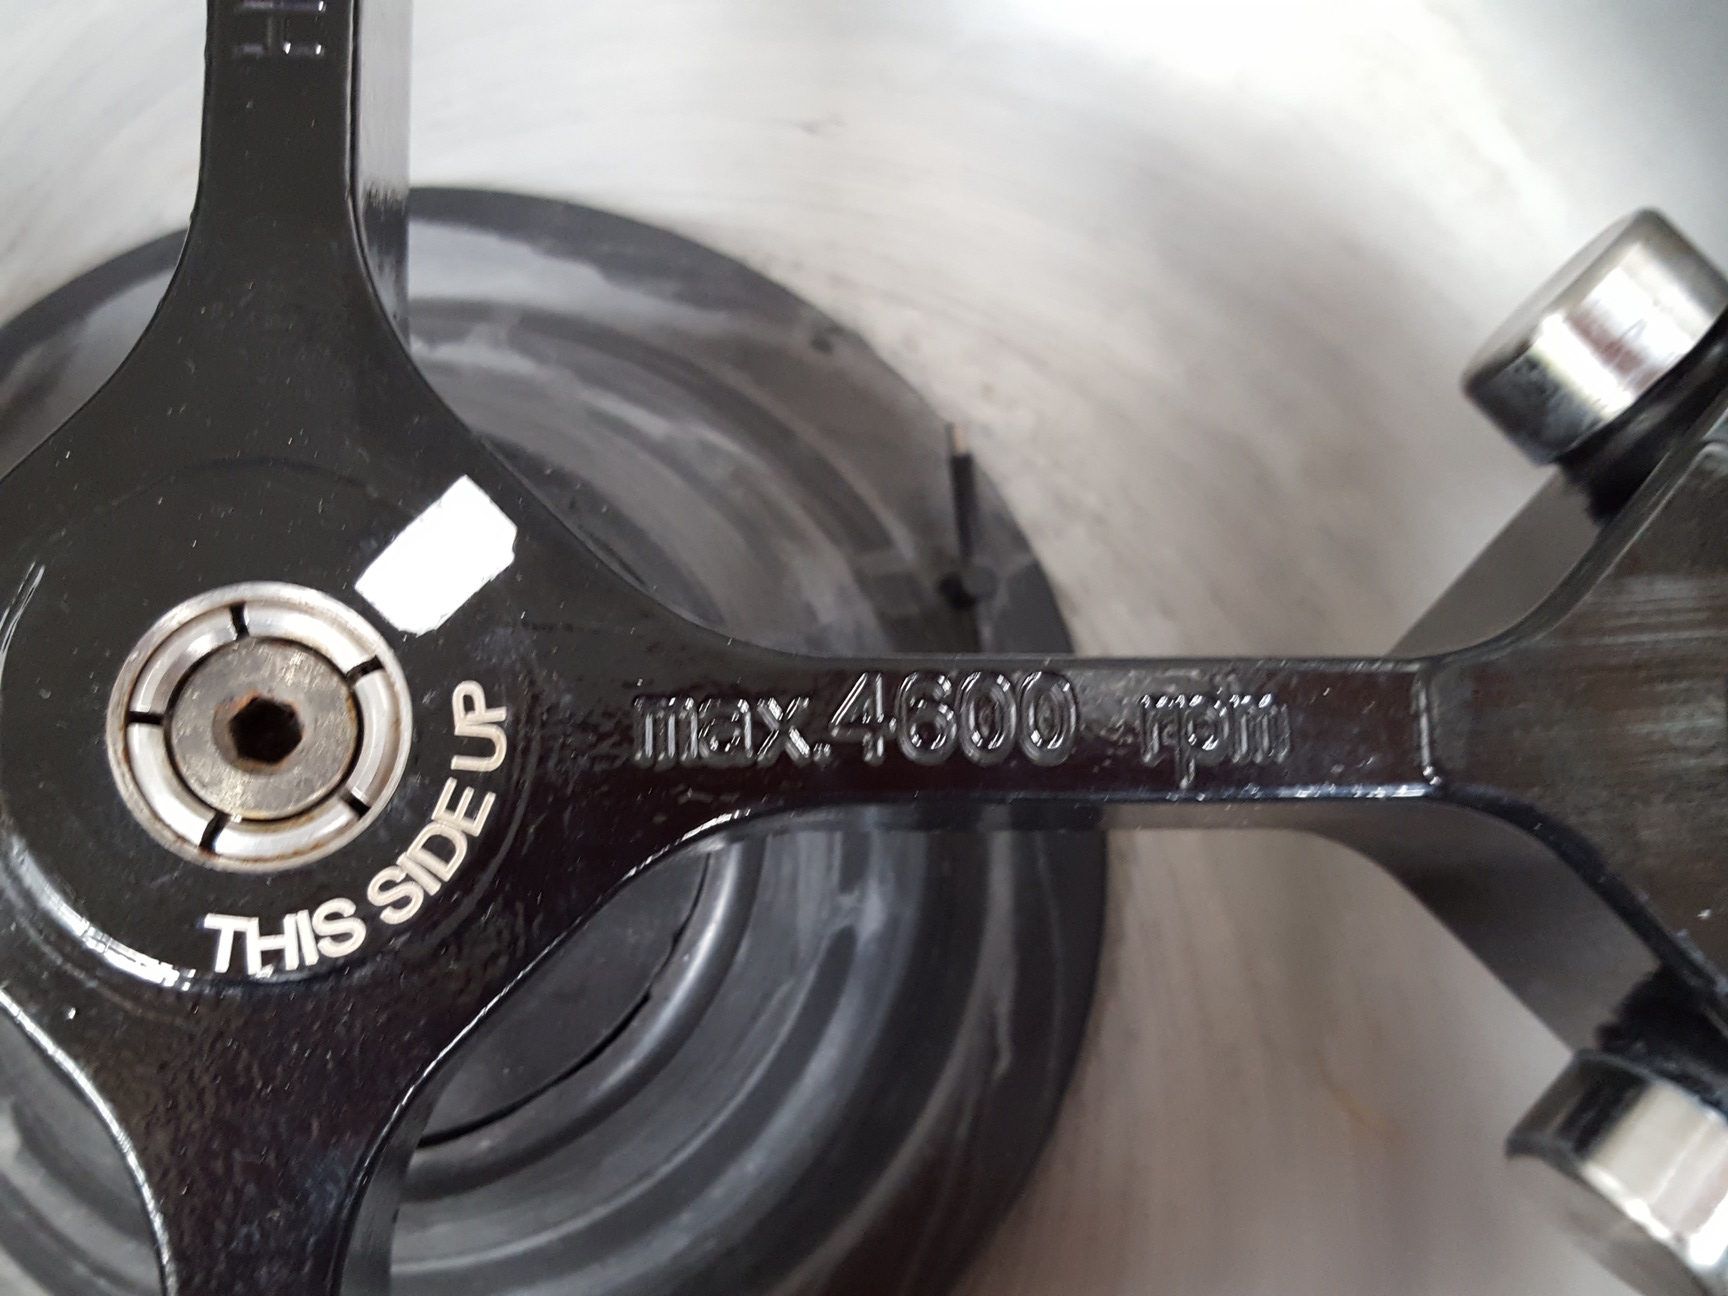 max. 4600 rpm
THIS SIDE UP